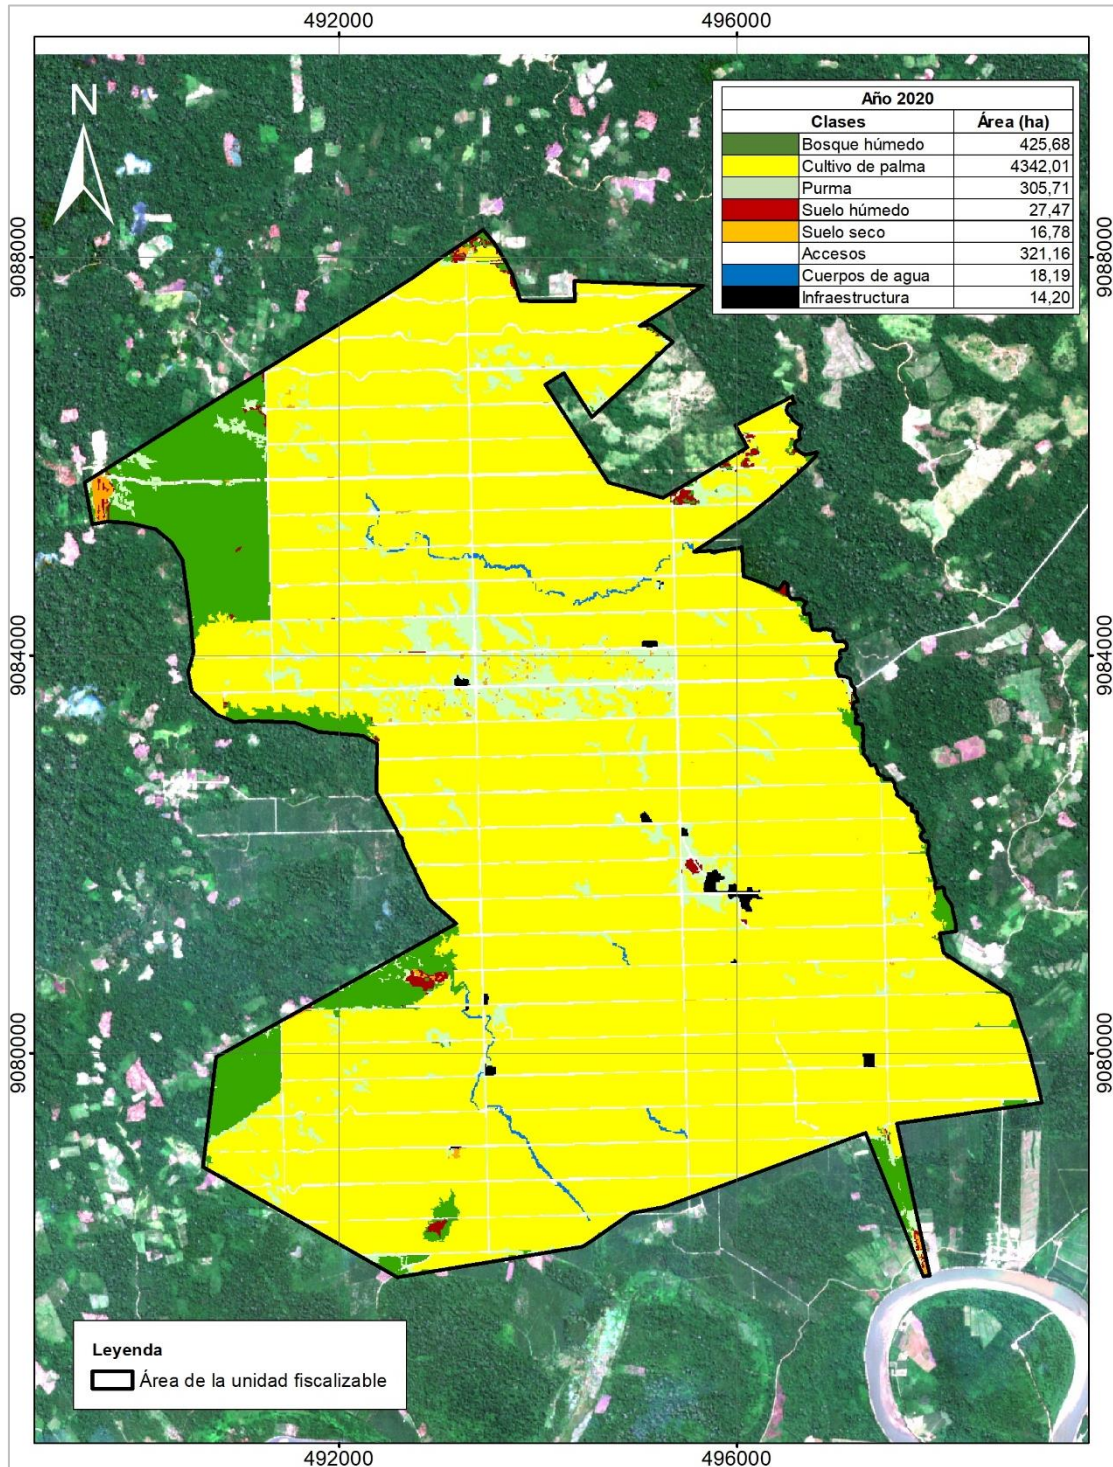 492000 496000
N
Año 2020
Clases Área (ha)
Bosque húmedo 425,68
Cultivo de palma 4342,01
Purma 305,71
Suelo húmedo 27,47
Suelo seco 16,78
Accesos 321,16
Cuerpos de agua 18,19
Infraestructura 14,20
9088000 9088000
9084000 9084000
9080000 9080000
Leyenda
Área de la unidad fiscalizable
492000 496000